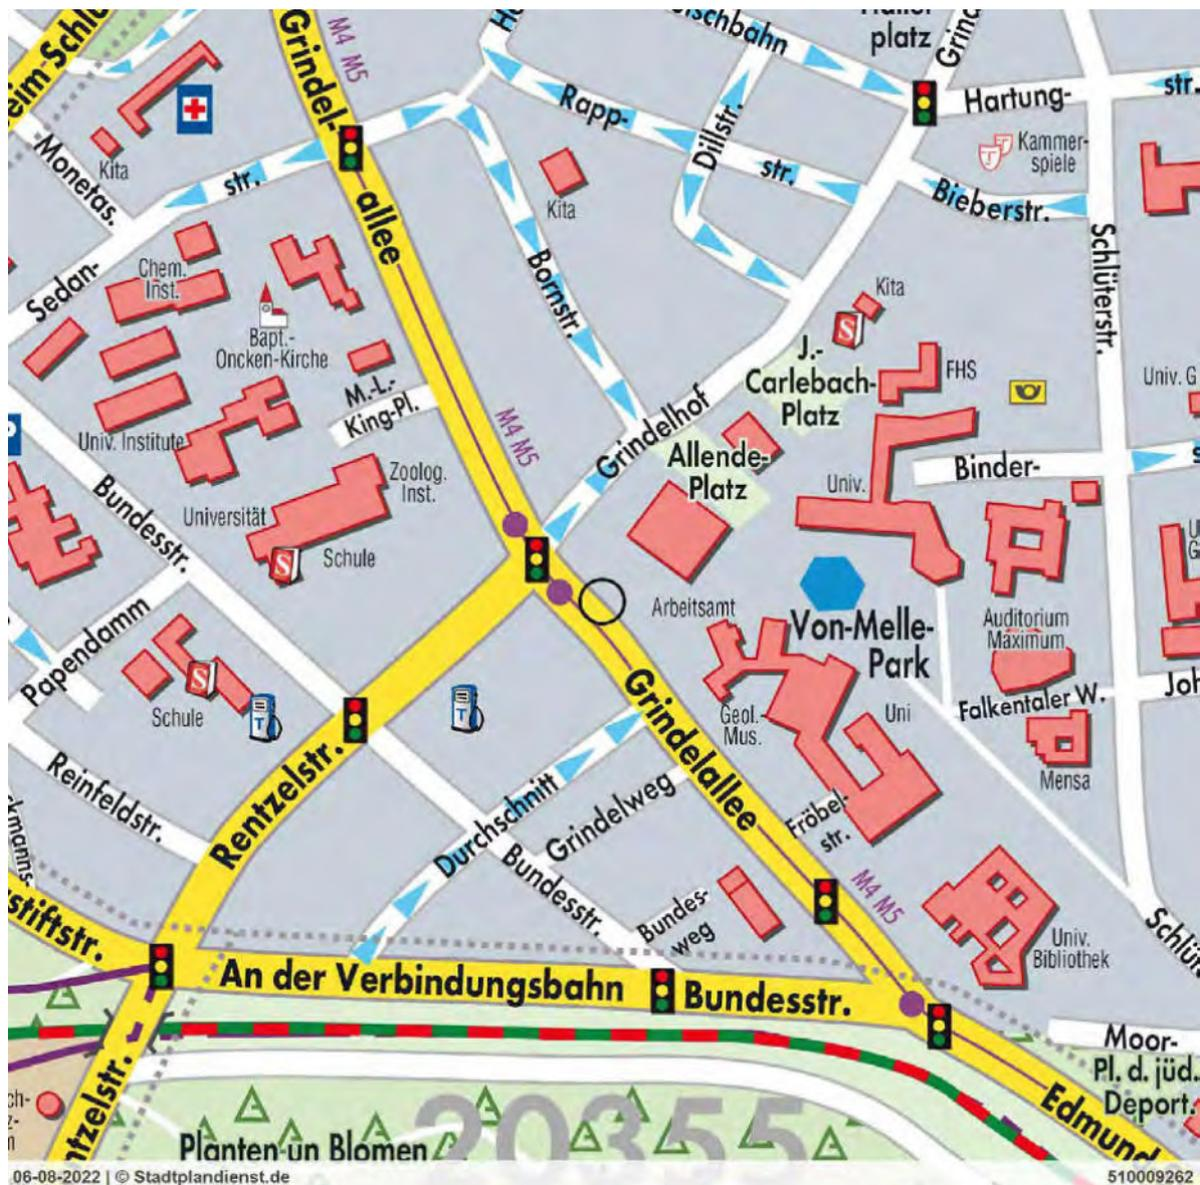 Grindel-
M4 M5
platz
Hartung-
str.
Rapp-
Dillstr.
str.
Kammer-
spiele
Bieberstr.
Kita
Monetas.
str.
allee
Kita
Sedan-
Chem.
Inst.
Bapt.-
Oncken-Kirche
Bornstr.
Schlüterstr.
Kita
S
J.-
Carlebach-
Platz
FHS
Univ. G
M.-L.-
King-Pl.
Univ. Institute
M4 M5
Grindelhof
Allende-
Platz
Univ.
Binder-
s
Zoolog.
Inst.
Bundesstr.
Universität
Schule
S
Arbeitsamt
Von-Melle-
Park
Auditorium
Maximum
Papendamm
Schule
S
T
T
Falkentaler W.
Joh
Geol.-
Mus.
Uni
Mensa
Grindelallee
Reinfeldstr.
Rentzelstr.
Durchschnitt
Grindelweg
Fröbel-
str.
Bundesstr.
Bundes-
weg
M4 M5
Univ.
Bibliothek
stiftstr.
An der Verbindungsbahn
Bundesstr.
Moor-
Pl. d. jüd.
Deport.
Edmund
20355
Planten un Blomen
06-08-2022 | © Stadtplandienst.de
510009262